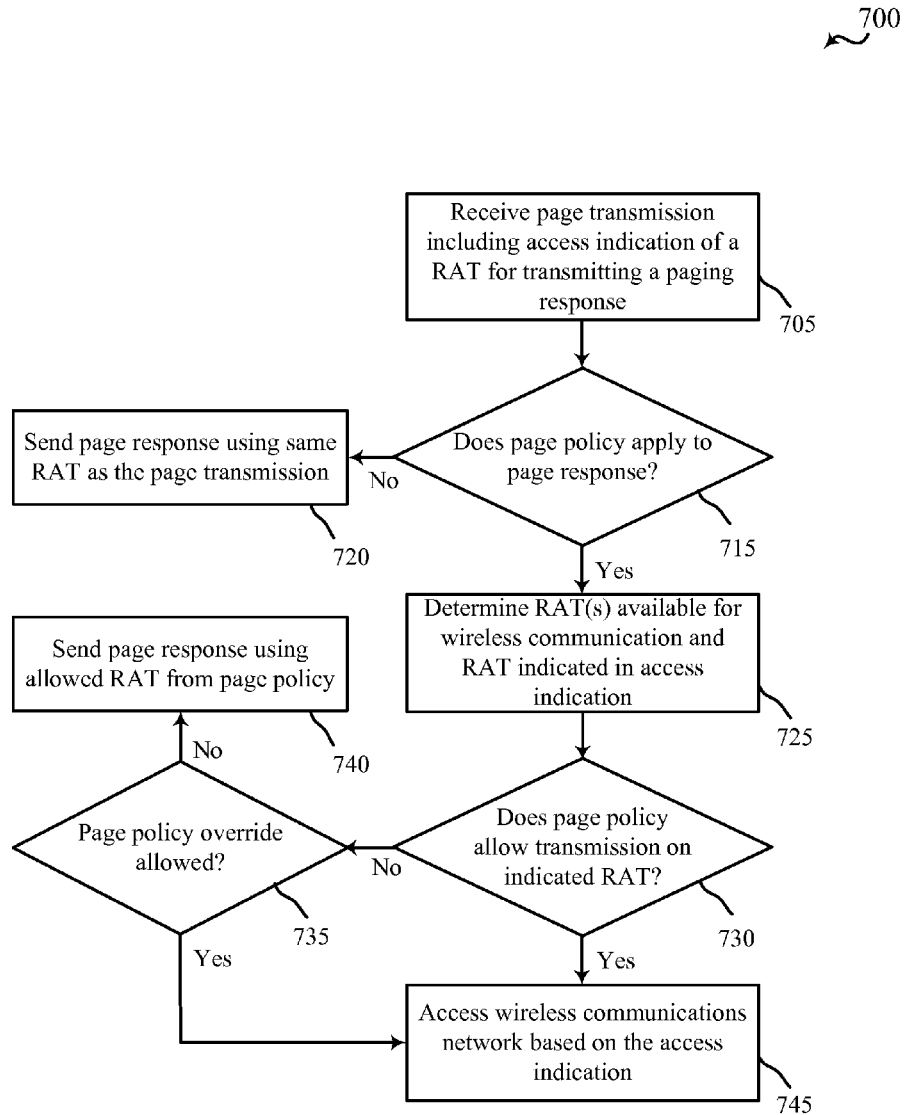 700
Receive page transmission
including access indication of a
RAT for transmitting a paging
response
705
Does page policy apply to
page response?
715
No
Send page response using same
RAT as the page transmission
720
Yes
Determine RAT(s) available for
wireless communication and
RAT indicated in access
indication
725
Does page policy
allow transmission on
indicated RAT?
730
No
Page policy override
allowed?
735
No
Send page response using
allowed RAT from page policy
740
Yes
Yes
Access wireless communications
network based on the access
indication
745